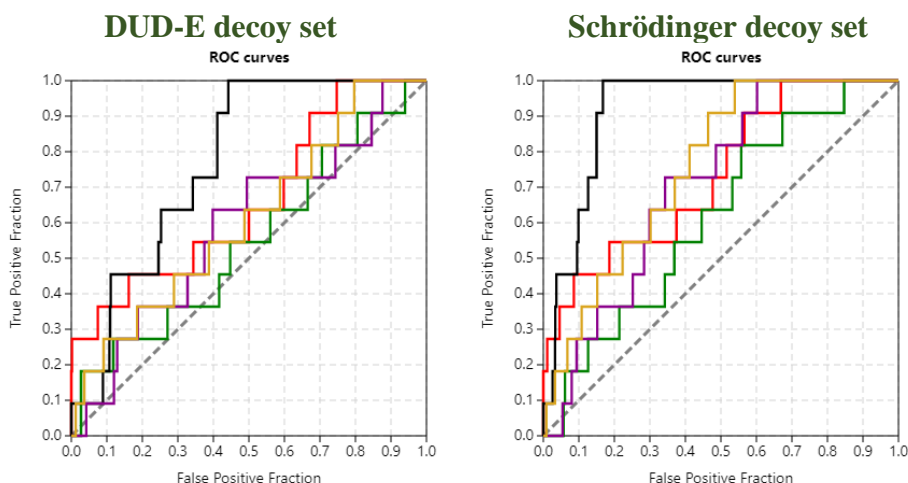 DUD-E decoy set
ROC curves
True Positive Fraction
1.0
0.9
0.8
0.7
0.6
0.5
0.4
0.3
0.2
0.1
0.0
0.0 0.1 0.2 0.3 0.4 0.5 0.6 0.7 0.8 0.9 1.0
False Positive Fraction
Schrödinger decoy set
ROC curves
True Positive Fraction
1.0
0.9
0.8
0.7
0.6
0.5
0.4
0.3
0.2
0.1
0.0
0.0 0.1 0.2 0.3 0.4 0.5 0.6 0.7 0.8 0.9 1.0
False Positive Fraction